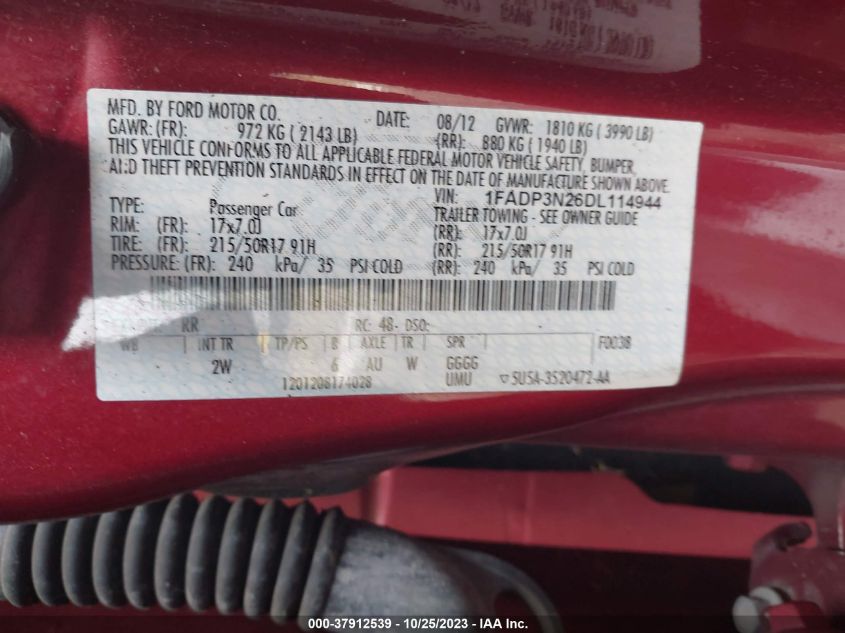 MFD. BY FORD MOTOR CO. DATE: 08/12 GVWR: 1810 KG ( 3990 LB)
GAWR: (FR): 972 KG ( 2143 LB) (RR): 880 KG ( 1940 LB)
THIS VEHICLE CONFORMS TO ALL APPLICABLE FEDERAL MOTOR VEHICLE SAFETY, BUMPER,
AND THEFT PREVENTION STANDARDS IN EFFECT ON THE DATE OF MANUFACTURE SHOWN ABOVE.
VIN: 1FADP3N26DL114944
TYPE: Passenger Car TRAILER TOWING - SEE OWNER GUIDE
RIM: (FR): 17x7.0J (RR): 17x7.0J
TIRE: (FR): 215/50R17 91H (RR): 215/50R17 91H
PRESSURE: (FR): 240 kPa/ 35 PSI COLD (RR): 240 kPa/ 35 PSI COLD
RR RC: 48- DSO: F0038
WB INT TR TP/PS B AXLE TR SPR
2W 6 AU W GGGG
1201208174028 UMU ▽ 5U5A-3520472-AA
000-37912539 - 10/25/2023 - IAA Inc.